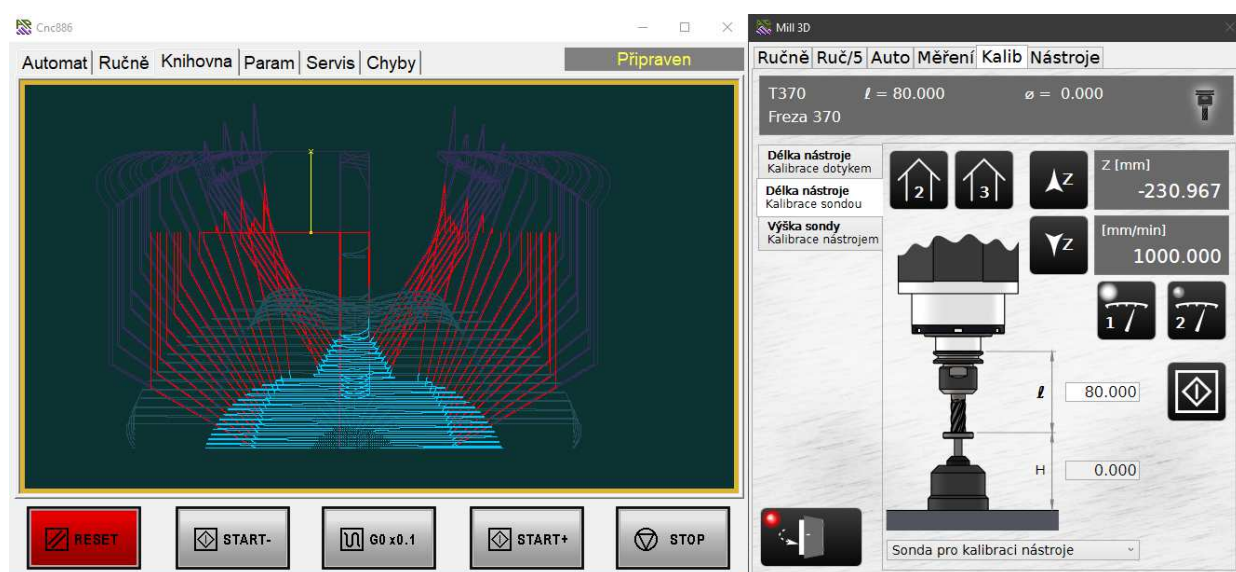 Cnc886
Automat Ručně Knihovna Param Servis Chyby Připraven
RESET START- G0 x0.1 START+ STOP
Mill 3D
Ručně Ruč/5 Auto Měření Kalib Nástroje
T370 ℓ = 80.000 ⌀ = 0.000
Freza 370
Délka nástroje
Kalibrace dotykem
Délka nástroje
Kalibrace sondou
Výška sondy
Kalibrace nástrojem
2 3 Z
Z [mm]
-230.967
Z
[mm/min]
1000.000
1 2
ℓ 80.000
H 0.000
Sonda pro kalibraci nástroje